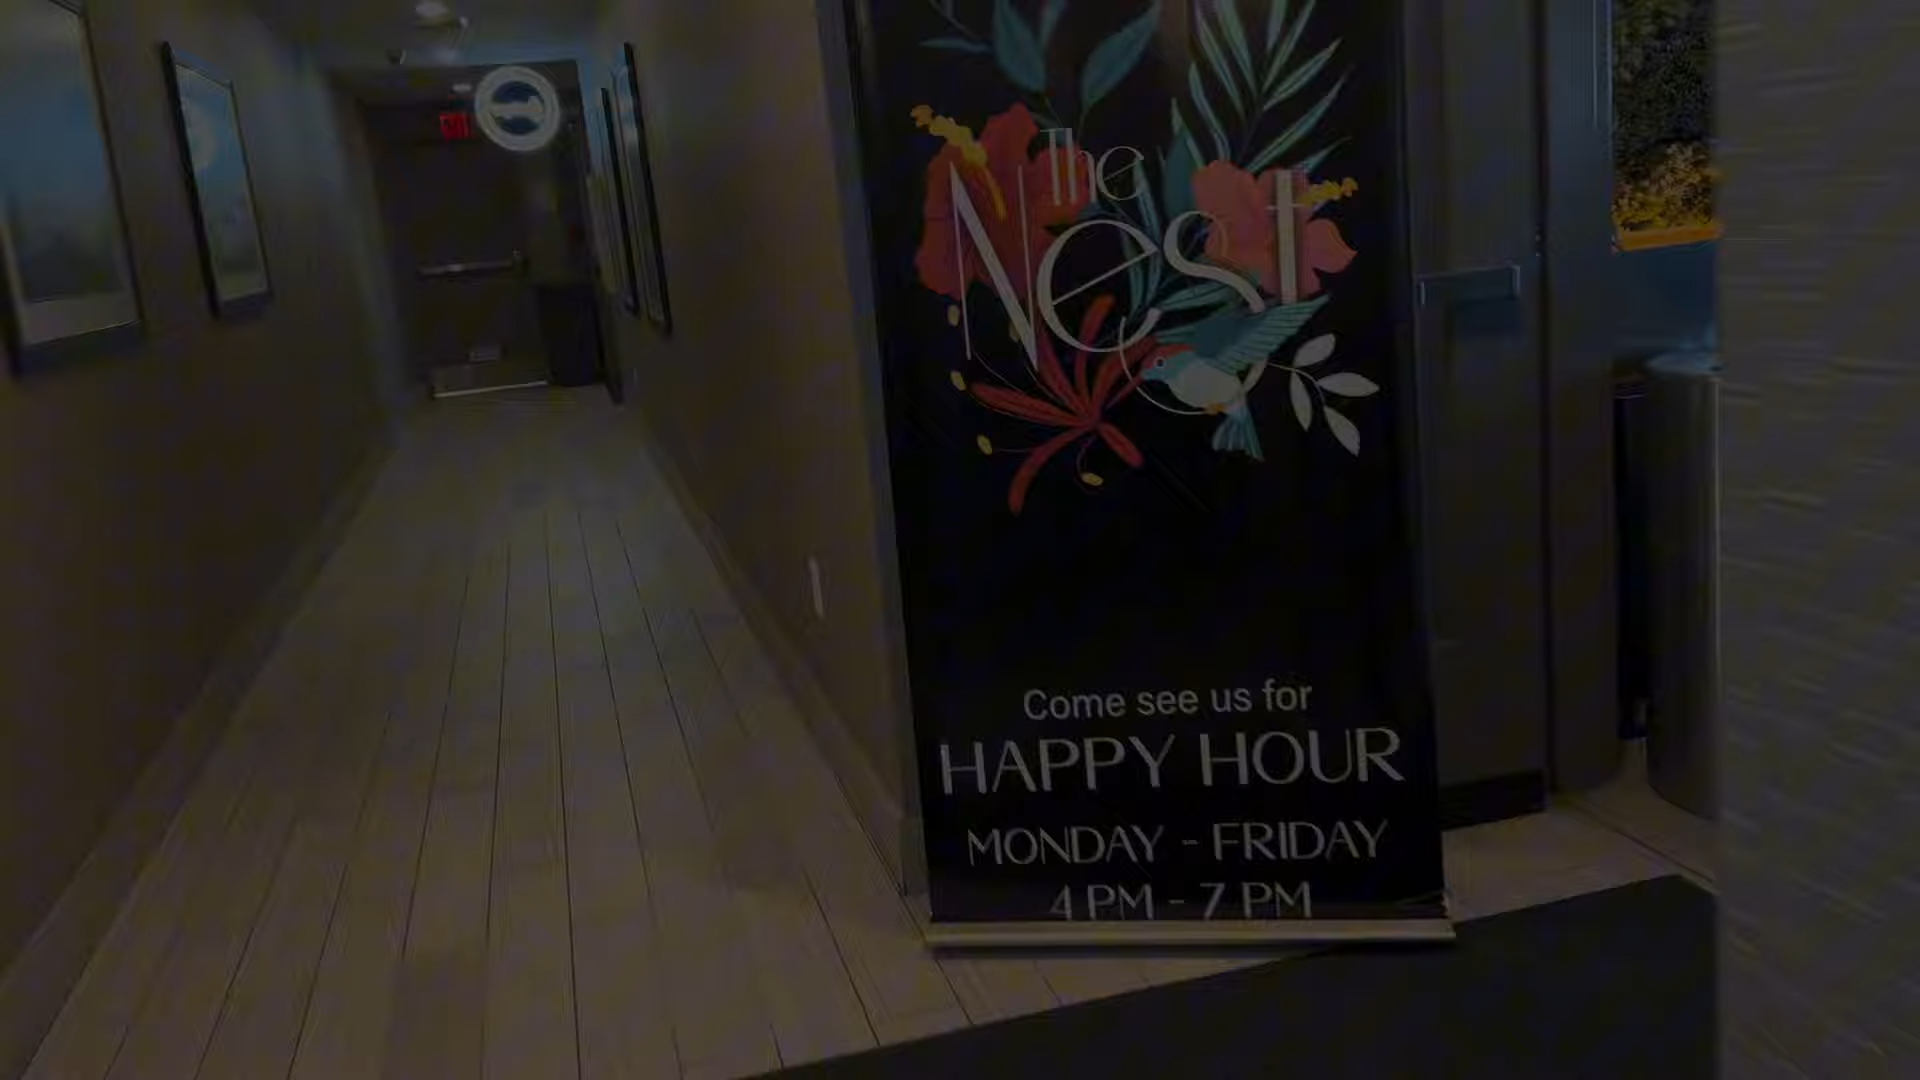 The
Nest
Come see us for
HAPPY HOUR
MONDAY - FRIDAY
4 PM - 7 PM